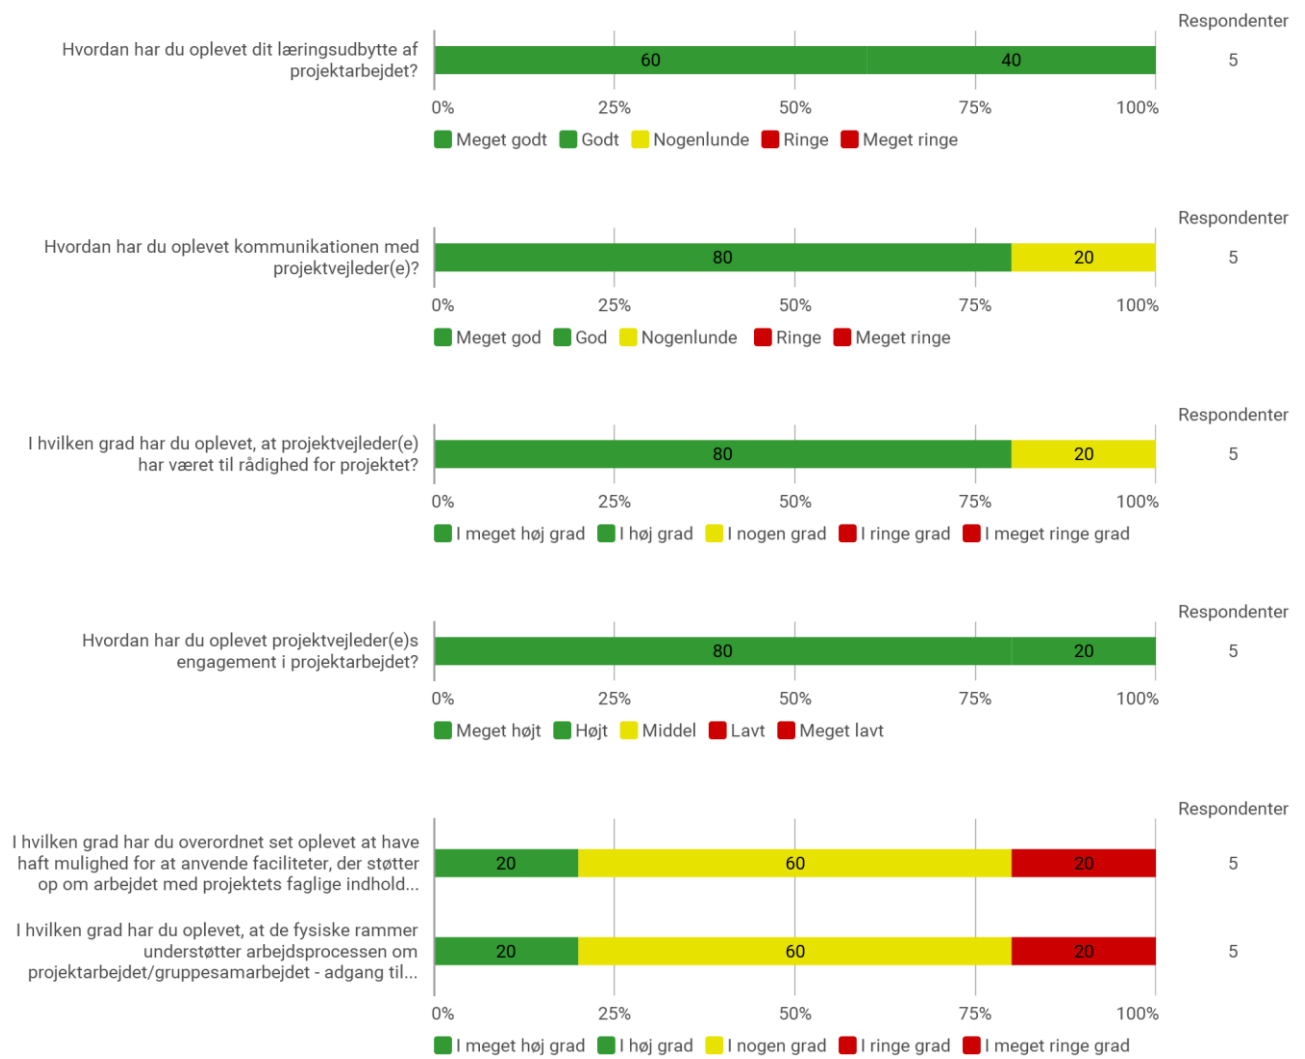 Respondenter
Hvordan har du oplevet dit læringsudbytte af
projektarbejdet?
60 40 5
0% 25% 50% 75% 100%
Meget godt Godt Nogenlunde Ringe Meget ringe
Respondenter
Hvordan har du oplevet kommunikationen med
projektvejleder(e)?
80 20 5
0% 25% 50% 75% 100%
Meget god God Nogenlunde Ringe Meget ringe
Respondenter
I hvilken grad har du oplevet, at projektvejleder(e)
har været til rådighed for projektet?
80 20 5
0% 25% 50% 75% 100%
I meget høj grad I høj grad I nogen grad I ringe grad I meget ringe grad
Respondenter
Hvordan har du oplevet projektvejleder(e)s
engagement i projektarbejdet?
80 20 5
0% 25% 50% 75% 100%
Meget højt Højt Middel Lavt Meget lavt
Respondenter
I hvilken grad har du overordnet set oplevet at have
haft mulighed for at anvende faciliteter, der støtter
op om arbejdet med projektets faglige indhold...
20 60 20 5
I hvilken grad har du oplevet, at de fysiske rammer
understøtter arbejdsprocessen om
projektarbejdet/gruppesamarbejdet - adgang til...
20 60 20 5
0% 25% 50% 75% 100%
I meget høj grad I høj grad I nogen grad I ringe grad I meget ringe grad